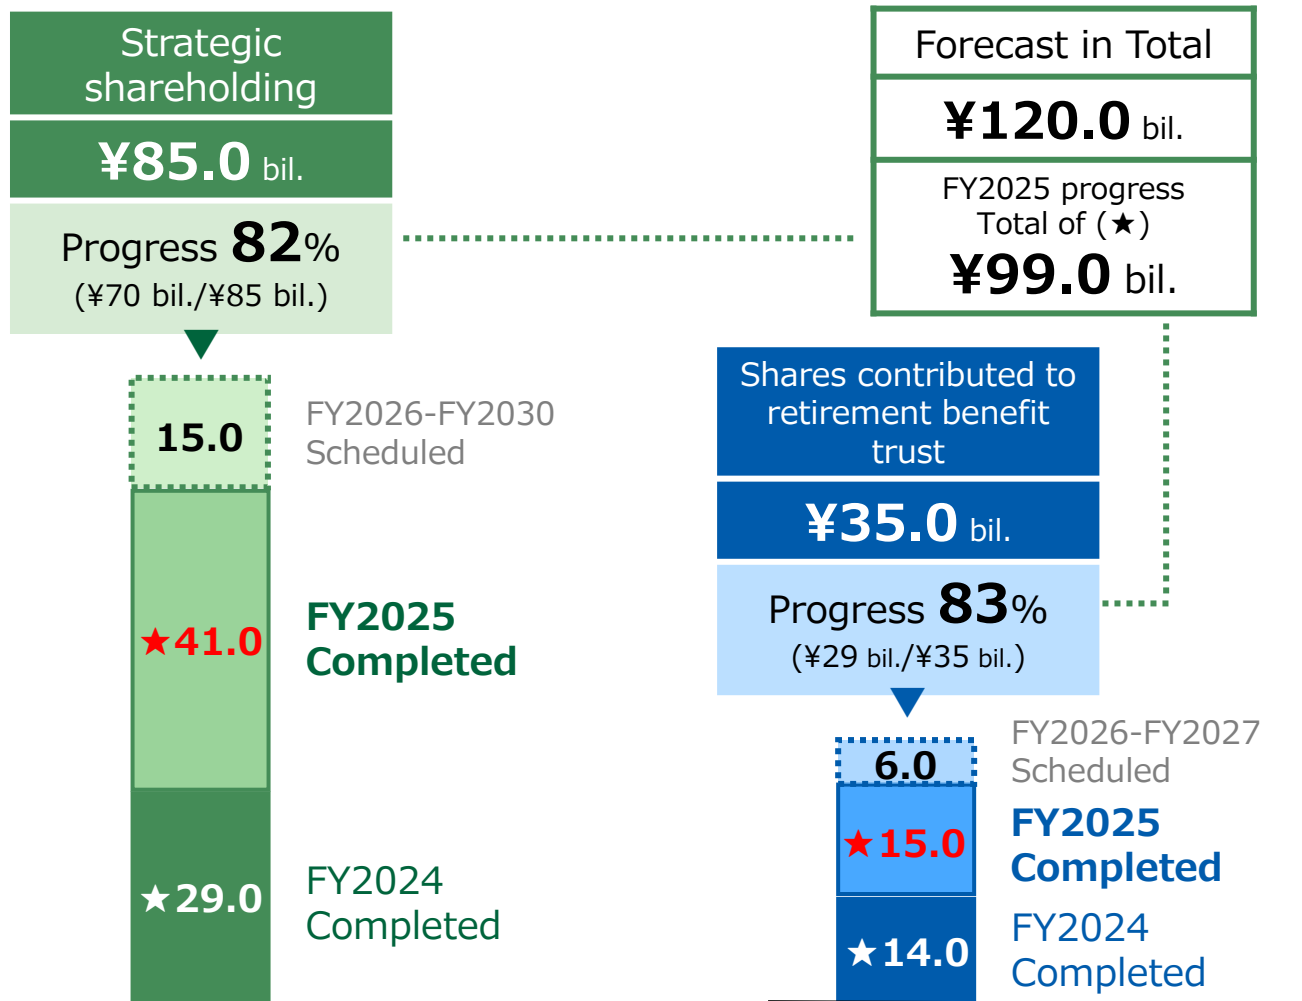 Strategic
shareholding
¥85.0 bil.
Progress 82%
(¥70 bil./¥85 bil.)
15.0
FY2026-FY2030
Scheduled
★41.0
FY2025
Completed
★29.0
FY2024
Completed
Forecast in Total
¥120.0 bil.
FY2025 progress
Total of (★)
¥99.0 bil.
Shares contributed to
retirement benefit
trust
¥35.0 bil.
Progress 83%
(¥29 bil./¥35 bil.)
6.0
FY2026-FY2027
Scheduled
★15.0
FY2025
Completed
★14.0
FY2024
Completed